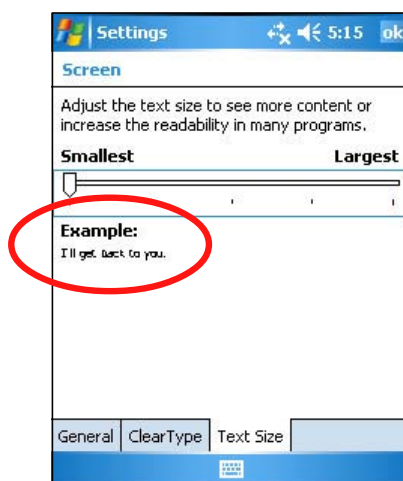 Settings 5:15 ok
Screen
Adjust the text size to see more content or
increase the readability in many programs.
Smallest Largest
Example:
I'll get back to you.
General ClearType Text Size